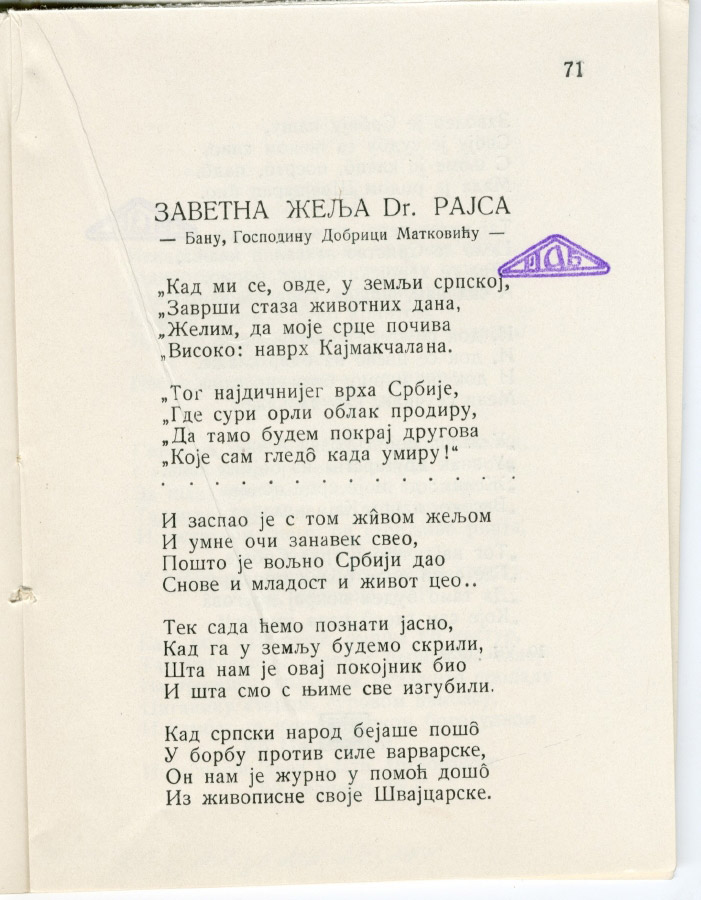 71
ЗАВЕТНА ЖЕЉА Dr. РАЈСА
— Бану, Господину Добрици Матковићу —
„Кад ми се, овде, у земљи српској,
„Заврши стаза животних дана,
„Желим, да моје срце почива
„Високо: наврх Кајмакчалана.
„Тог најдичнијег врха Србије,
„Где сури орли облак продиру,
„Да тамо будем покрај другова
„Које сам гледô када умиру!“
. . . . . . . . . . . . . .
И заспао је с том жи̂вом жељом
И умне очи занавек свео,
Пошто је вољно Србији дао
Снове и младост и живот цео..
Тек сада ћемо познати јасно,
Кад га у земљу будемо скрили,
Шта нам је овај покојник био
И шта смо с њиме све изгубили.
Кад српски народ бејаше пошô
У борбу против силе варварске,
Он нам је журно у помоћ дошô
Из живописне своје Швајцарске.